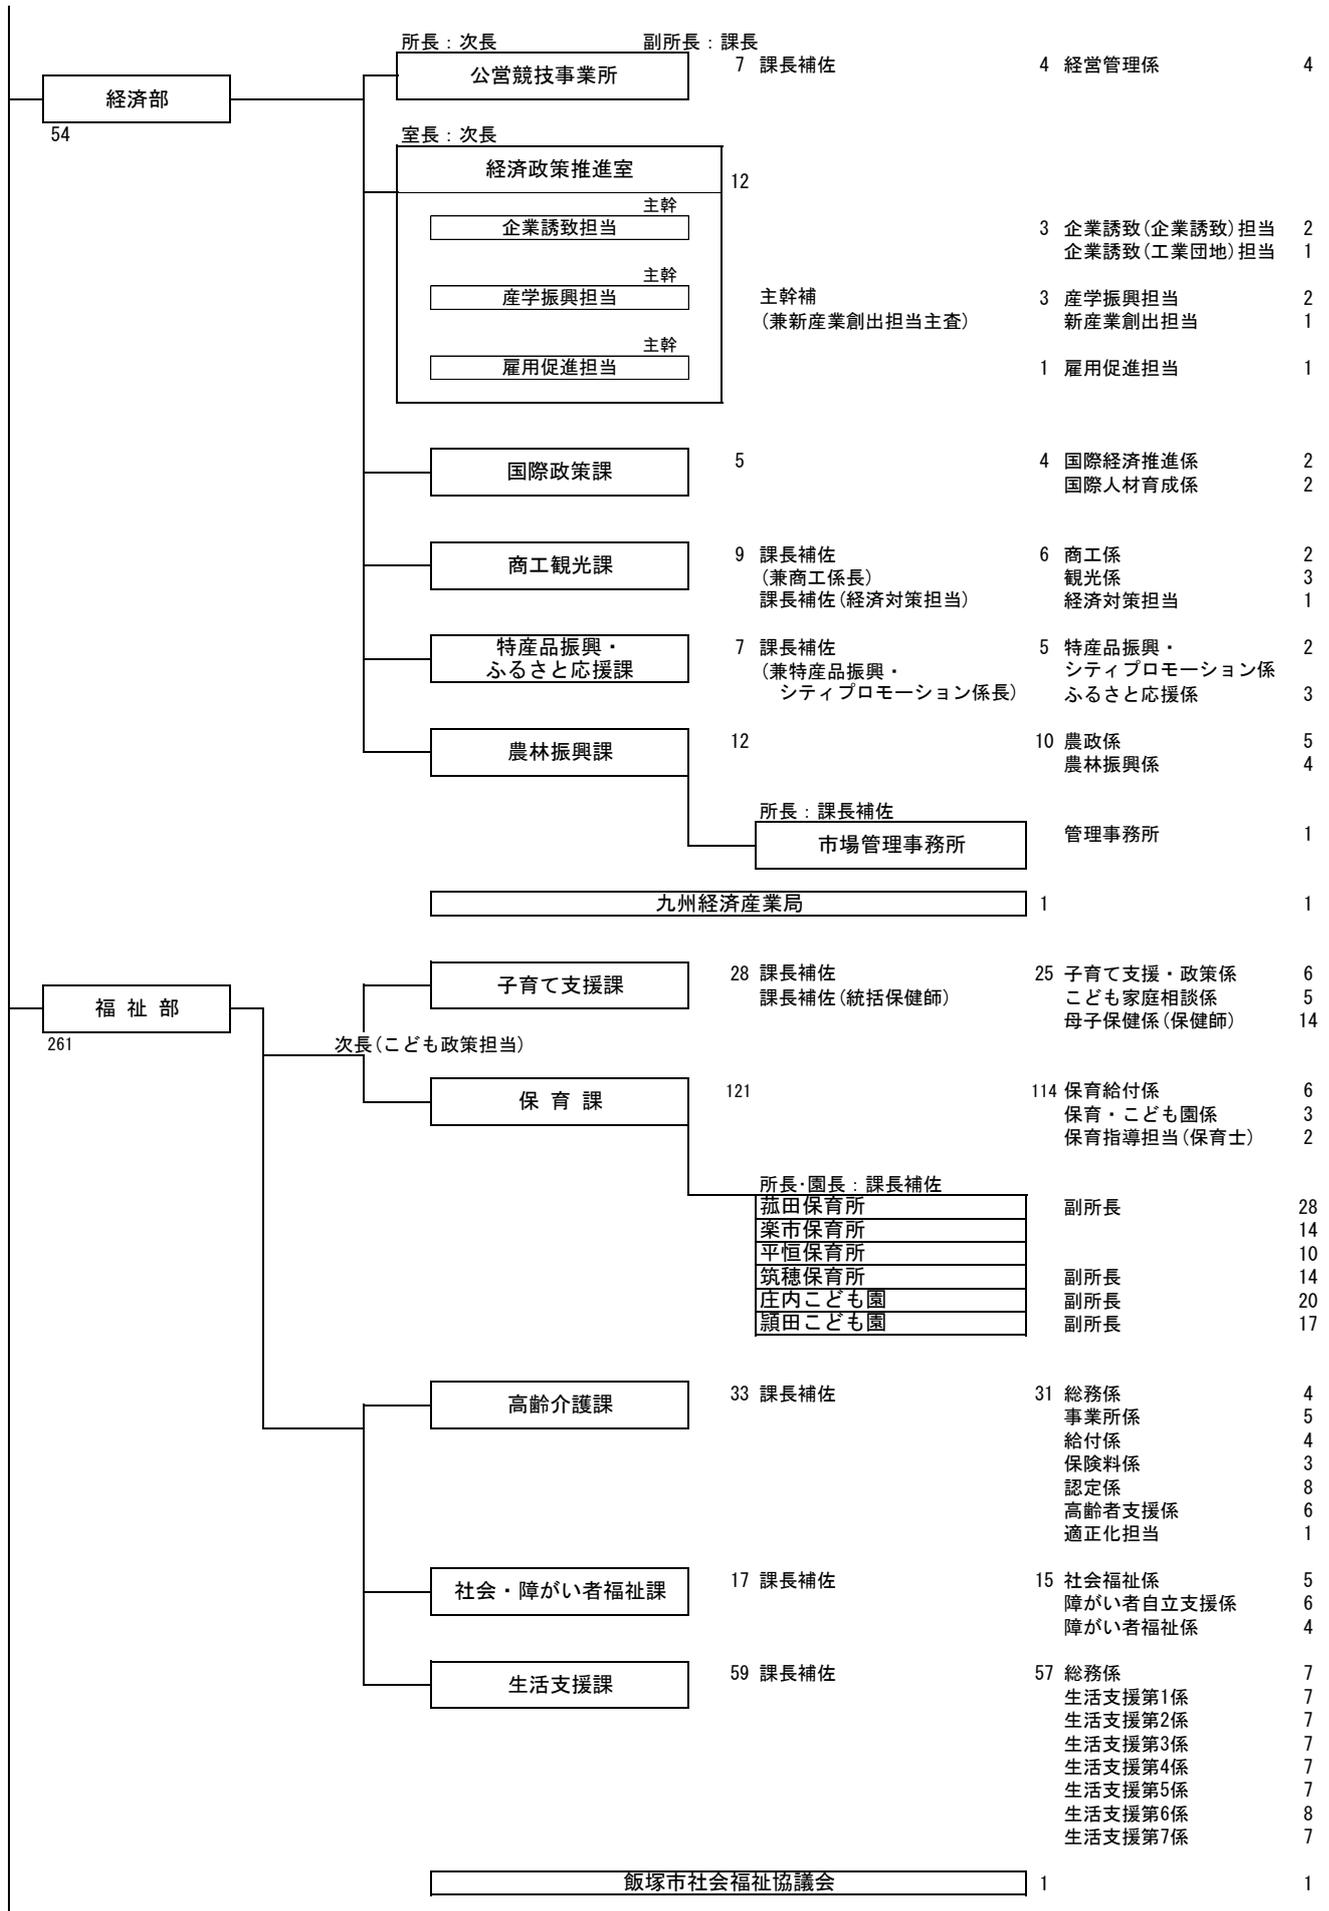 所長：次長 副所長：課長
公営競技事業所 7 課長補佐 4 経営管理係 4
経済部
54
室長：次長
経済政策推進室 12
主幹
企業誘致担当 3 企業誘致(企業誘致)担当 2
企業誘致(工業団地)担当 1
主幹
産学振興担当 主幹補 3 産学振興担当 2
(兼新産業創出担当主査) 新産業創出担当 1
主幹
雇用促進担当 1 雇用促進担当 1
国際政策課 5 4 国際経済推進係 2
国際人材育成係 2
商工観光課 9 課長補佐 6 商工係 2
(兼商工係長) 観光係 3
課長補佐(経済対策担当) 経済対策担当 1
特産品振興・ 7 課長補佐 5 特産品振興・ 2
ふるさと応援課 (兼特産品振興・ シティプロモーション係
シティプロモーション係長) ふるさと応援係 3
農林振興課 12 10 農政係 5
農林振興係 4
所長：課長補佐
市場管理事務所 管理事務所 1
九州経済産業局 1 1
子育て支援課 28 課長補佐 25 子育て支援・政策係 6
課長補佐(統括保健師) こども家庭相談係 5
福 祉 部 母子保健係(保健師) 14
261
次長(こども政策担当)
保 育 課 121 114 保育給付係 6
保育・こども園係 3
保育指導担当(保育士) 2
所長･園長：課長補佐
菰田保育所 副所長 28
楽市保育所 14
平恒保育所 10
筑穂保育所 副所長 14
庄内こども園 副所長 20
頴田こども園 副所長 17
高齢介護課 33 課長補佐 31 総務係 4
事業所係 5
給付係 4
保険料係 3
認定係 8
高齢者支援係 6
適正化担当 1
社会・障がい者福祉課 17 課長補佐 15 社会福祉係 5
障がい者自立支援係 6
障がい者福祉係 4
生活支援課 59 課長補佐 57 総務係 7
生活支援第1係 7
生活支援第2係 7
生活支援第3係 7
生活支援第4係 7
生活支援第5係 7
生活支援第6係 8
生活支援第7係 7
飯塚市社会福祉協議会 1 1